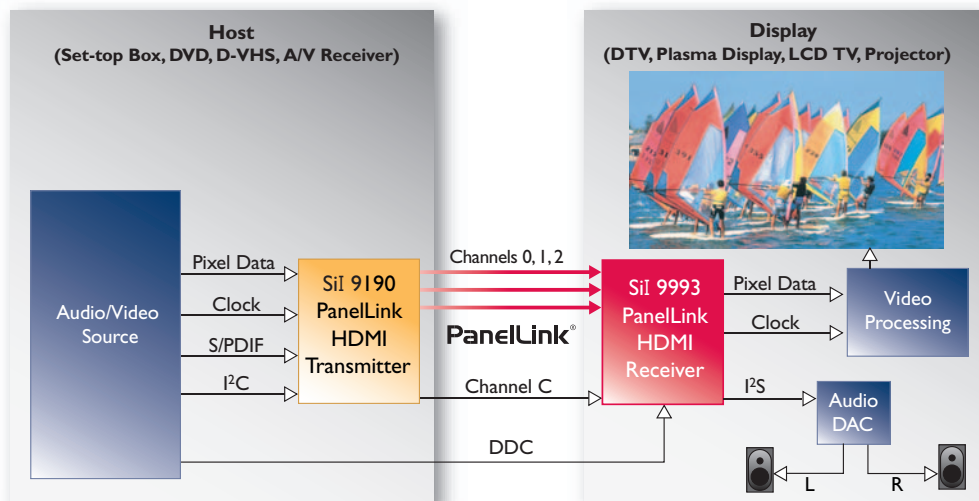 Host
(Set-top Box, DVD, D-VHS, A/V Receiver)
Display
(DTV, Plasma Display, LCD TV, Projector)
Audio/Video
Source
Pixel Data
Clock
S/PDIF
I²C
SiI 9190
PanelLink
HDMI
Transmitter
Channels 0, 1, 2
PanelLink®
Channel C
DDC
SiI 9993
PanelLink
HDMI
Receiver
Pixel Data
Clock
I²S
Video
Processing
Audio
DAC
L
R